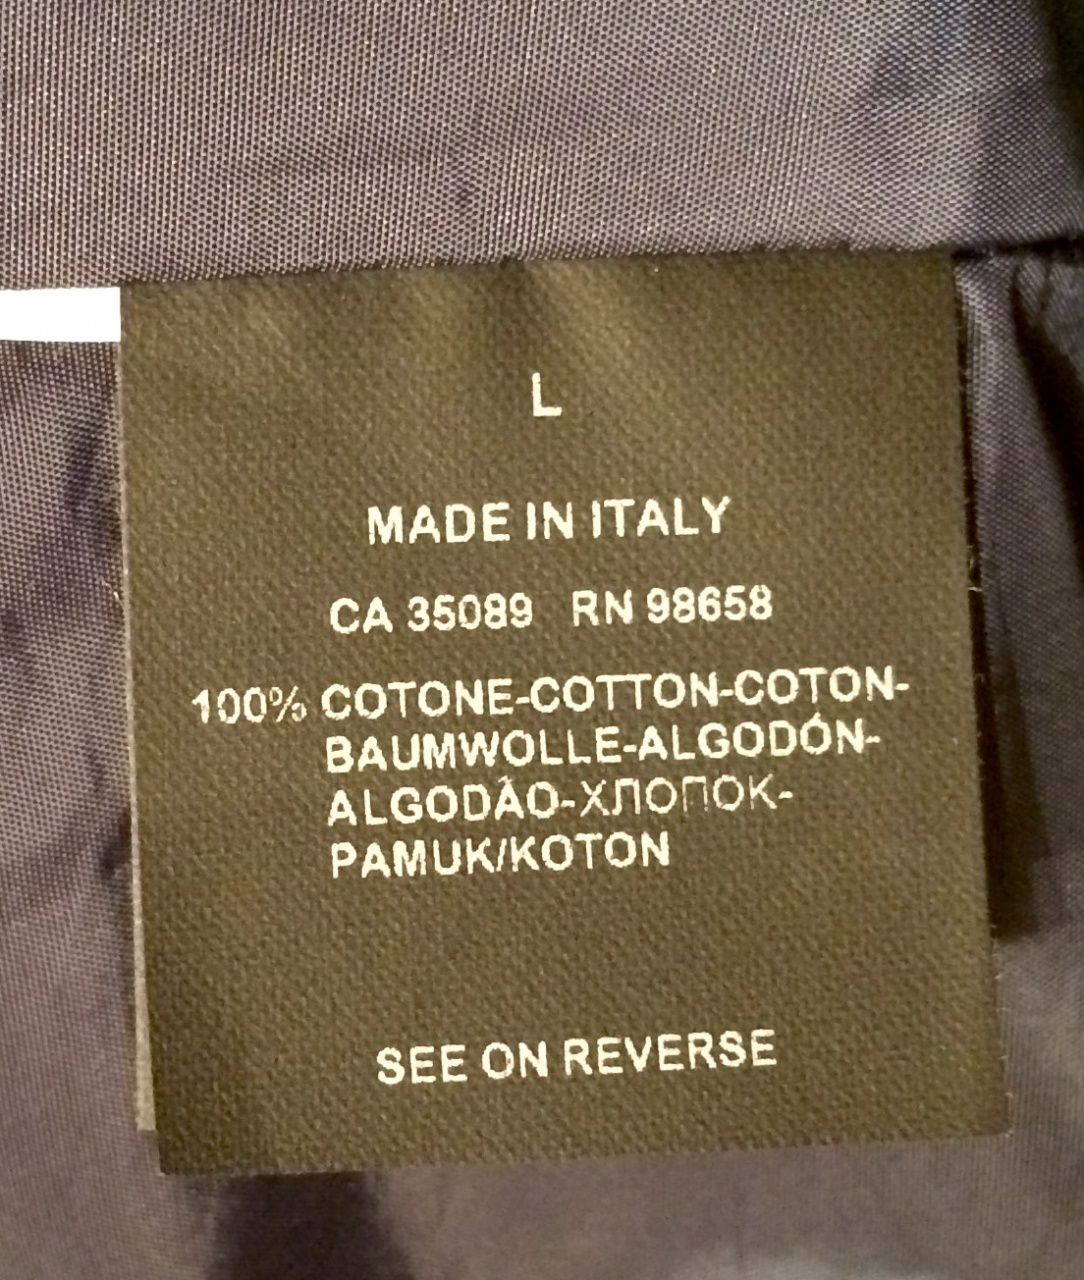 L
MADE IN ITALY
CA 35089 RN 98658
100% COTONE-COTTON-COTON-
BAUMWOLLE-ALGODÓN-
ALGODÃO-ХЛОПОК-
PAMUK/KOTON
SEE ON REVERSE